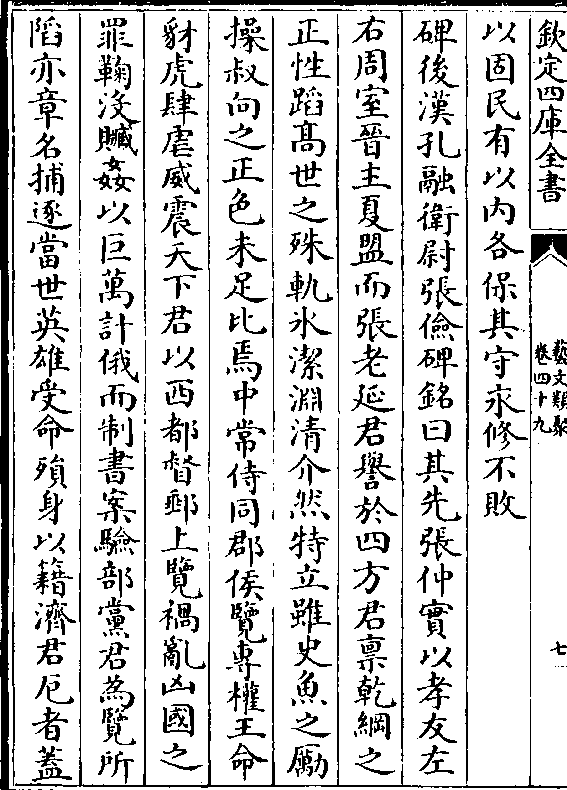 欽定四庫全書
藝文類聚
卷四十九
七
以固民有以内各保其守永修不敗
碑後漢孔融衛尉張儉碑銘曰其先張仲實以孝友左
右周室晉主夏盟而張老延君譽於四方君禀乾綱之
正性蹈髙世之殊軌氷潔淵清介然特立雖史魚之勵
操叔向之正色未足比焉中常侍同郡侯覽專權王命
豺虎肆虐威震天下君以西都督郵上覽禍亂凶國之
罪鞠没贓姦以巨萬計俄而制書案驗部黨君為覽所
䧟亦章名捕逐當世英雄受命殞身以籍濟君厄者蓋